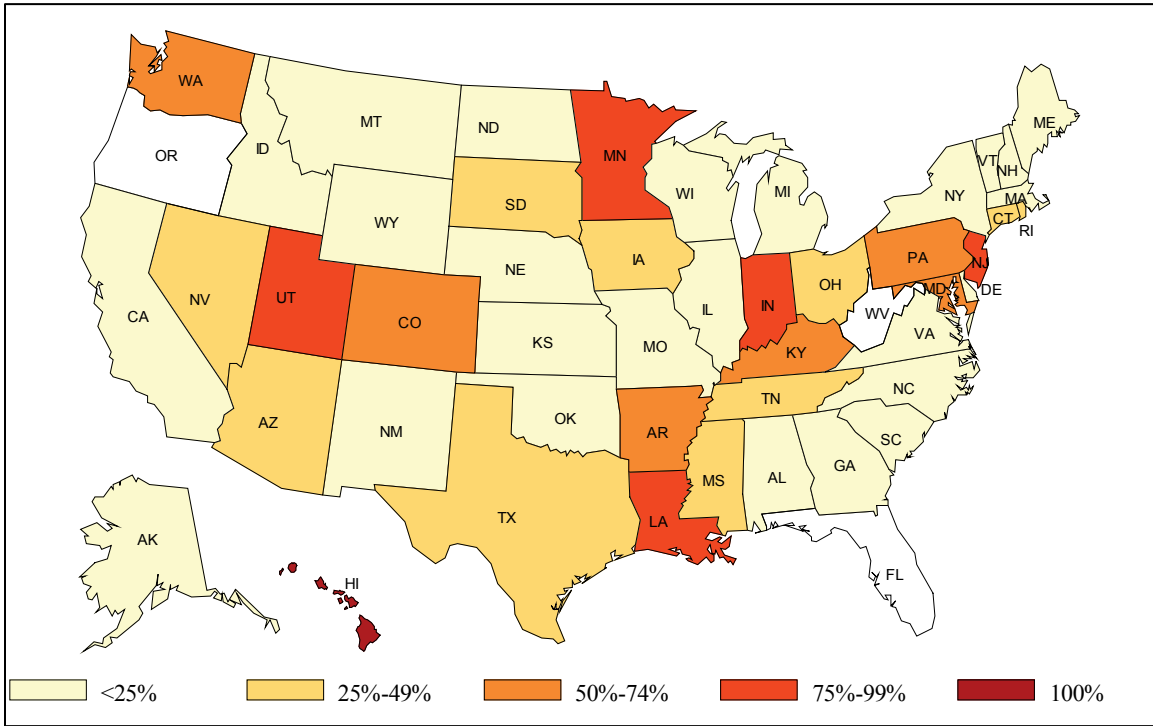 WA
MT
ND
MN
ME
OR
ID
VT
NH
WI
MI
NY
MA
SD
CT
RI
WY
IA
PA
NE
OH
NJ
NV
UT
IN
MD
DE
IL
WV
CA
CO
VA
KS
MO
KY
NC
TN
AZ
OK
AR
SC
NM
GA
MS
AL
TX
LA
AK
FL
HI
<25%
25%-49%
50%-74%
75%-99%
100%